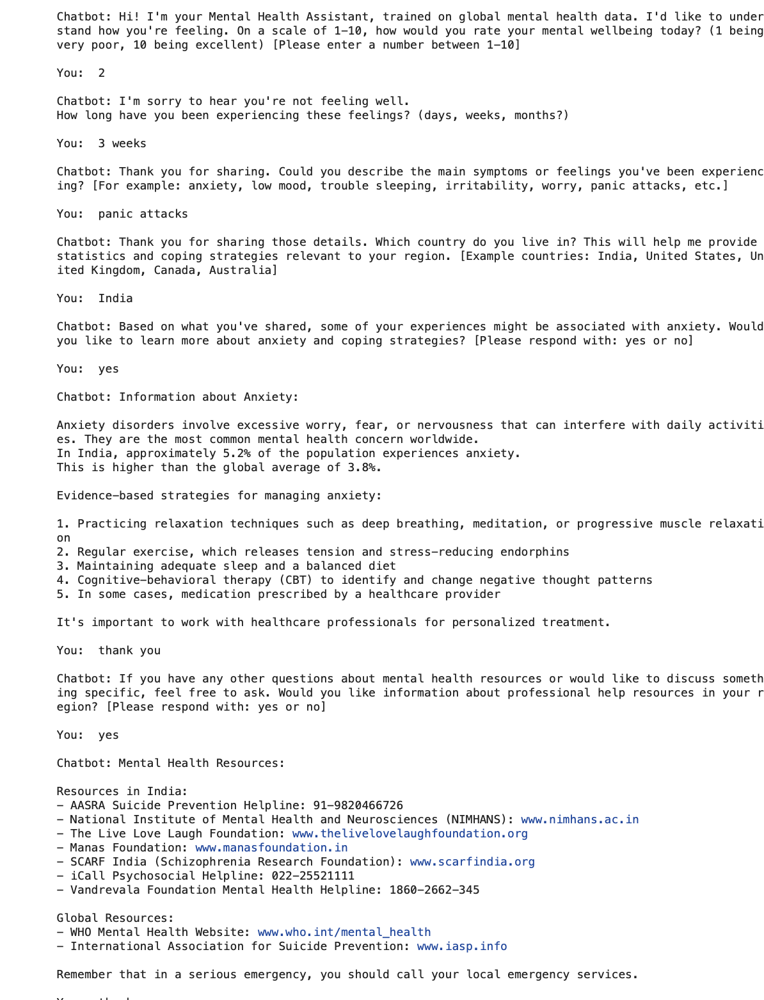 Chatbot: Hi! I'm your Mental Health Assistant, trained on global mental health data. I'd like to under
stand how you're feeling. On a scale of 1–10, how would you rate your mental wellbeing today? (1 being
very poor, 10 being excellent) [Please enter a number between 1–10]
You:  2
Chatbot: I'm sorry to hear you're not feeling well.
How long have you been experiencing these feelings? (days, weeks, months?)
You:  3 weeks
Chatbot: Thank you for sharing. Could you describe the main symptoms or feelings you've been experienc
ing? [For example: anxiety, low mood, trouble sleeping, irritability, worry, panic attacks, etc.]
You:  panic attacks
Chatbot: Thank you for sharing those details. Which country do you live in? This will help me provide
statistics and coping strategies relevant to your region. [Example countries: India, United States, Un
ited Kingdom, Canada, Australia]
You:  India
Chatbot: Based on what you've shared, some of your experiences might be associated with anxiety. Would
you like to learn more about anxiety and coping strategies? [Please respond with: yes or no]
You:  yes
Chatbot: Information about Anxiety:
Anxiety disorders involve excessive worry, fear, or nervousness that can interfere with daily activiti
es. They are the most common mental health concern worldwide.
In India, approximately 5.2% of the population experiences anxiety.
This is higher than the global average of 3.8%.
Evidence–based strategies for managing anxiety:
1. Practicing relaxation techniques such as deep breathing, meditation, or progressive muscle relaxati
on
2. Regular exercise, which releases tension and stress–reducing endorphins
3. Maintaining adequate sleep and a balanced diet
4. Cognitive–behavioral therapy (CBT) to identify and change negative thought patterns
5. In some cases, medication prescribed by a healthcare provider
It's important to work with healthcare professionals for personalized treatment.
You:  thank you
Chatbot: If you have any other questions about mental health resources or would like to discuss someth
ing specific, feel free to ask. Would you like information about professional help resources in your r
egion? [Please respond with: yes or no]
You:  yes
Chatbot: Mental Health Resources:
Resources in India:
– AASRA Suicide Prevention Helpline: 91–9820466726
– National Institute of Mental Health and Neurosciences (NIMHANS): www.nimhans.ac.in
– The Live Love Laugh Foundation: www.thelivelovelaughfoundation.org
– Manas Foundation: www.manasfoundation.in
– SCARF India (Schizophrenia Research Foundation): www.scarfindia.org
– iCall Psychosocial Helpline: 022–25521111
– Vandrevala Foundation Mental Health Helpline: 1860–2662–345
Global Resources:
– WHO Mental Health Website: www.who.int/mental_health
– International Association for Suicide Prevention: www.iasp.info
Remember that in a serious emergency, you should call your local emergency services.